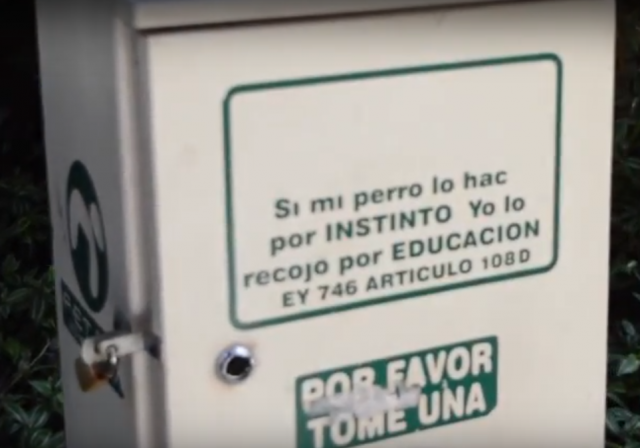 Si mi perro lo hac
por INSTINTO Yo lo
recojo por EDUCACION
EY 746 ARTICULO 108D
POR FAVOR
TOME UNA